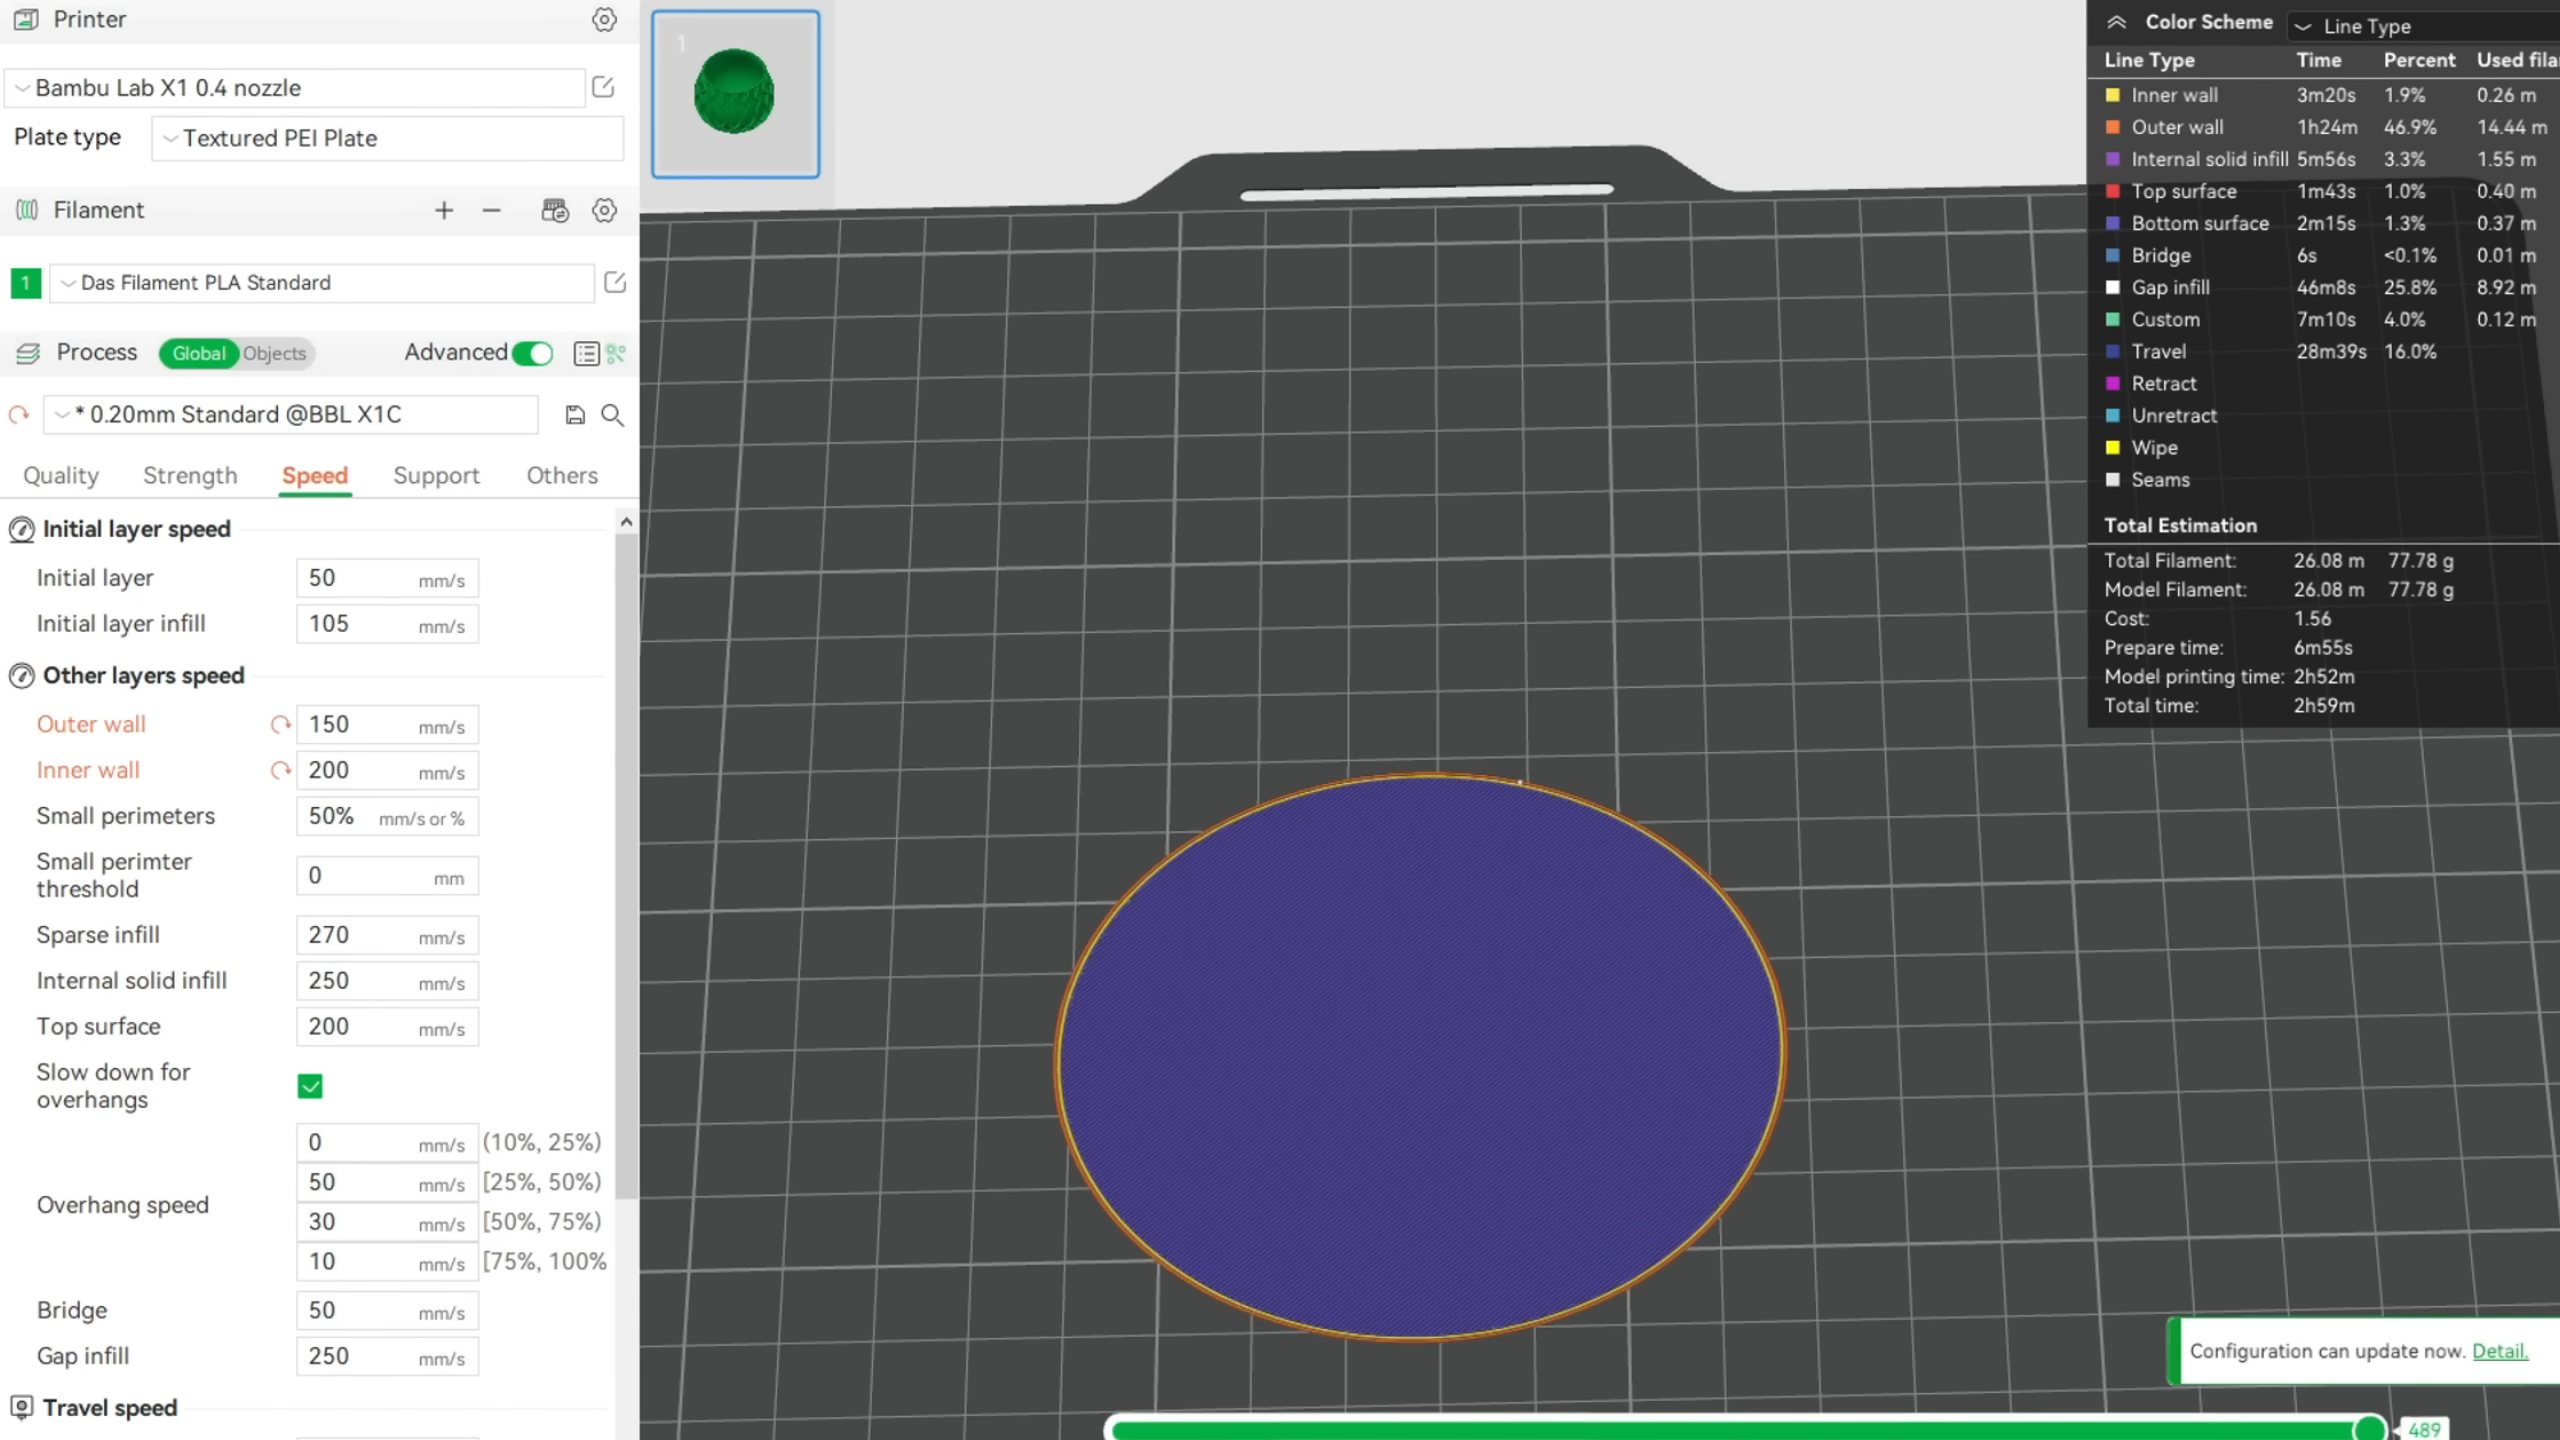 Printer
Bambu Lab X1 0.4 nozzle
Plate type Textured PEI Plate
Filament
1 Das Filament PLA Standard
Process Global Objects Advanced
* 0.20mm Standard @BBL X1C
Quality Strength Speed Support Others
Initial layer speed
Initial layer 50 mm/s
Initial layer infill 105 mm/s
Other layers speed
Outer wall 150 mm/s
Inner wall 200 mm/s
Small perimeters 50% mm/s or %
Small perimter
threshold 0 mm
Sparse infill 270 mm/s
Internal solid infill 250 mm/s
Top surface 200 mm/s
Slow down for
overhangs
0 mm/s (10%, 25%)
50 mm/s [25%, 50%)
Overhang speed
30 mm/s [50%, 75%)
10 mm/s [75%, 100%
Bridge 50 mm/s
Gap infill 250 mm/s
Travel speed
1
Color Scheme Line Type
Line Type Time Percent Used fila
Inner wall 3m20s 1.9% 0.26 m
Outer wall 1h24m 46.9% 14.44 m
Internal solid infill 5m56s 3.3% 1.55 m
Top surface 1m43s 1.0% 0.40 m
Bottom surface 2m15s 1.3% 0.37 m
Bridge 6s <0.1% 0.01 m
Gap infill 46m8s 25.8% 8.92 m
Custom 7m10s 4.0% 0.12 m
Travel 28m39s 16.0%
Retract
Unretract
Wipe
Seams
Total Estimation
Total Filament: 26.08 m 77.78 g
Model Filament: 26.08 m 77.78 g
Cost: 1.56
Prepare time: 6m55s
Model printing time: 2h52m
Total time: 2h59m
Configuration can update now. Detail.
489